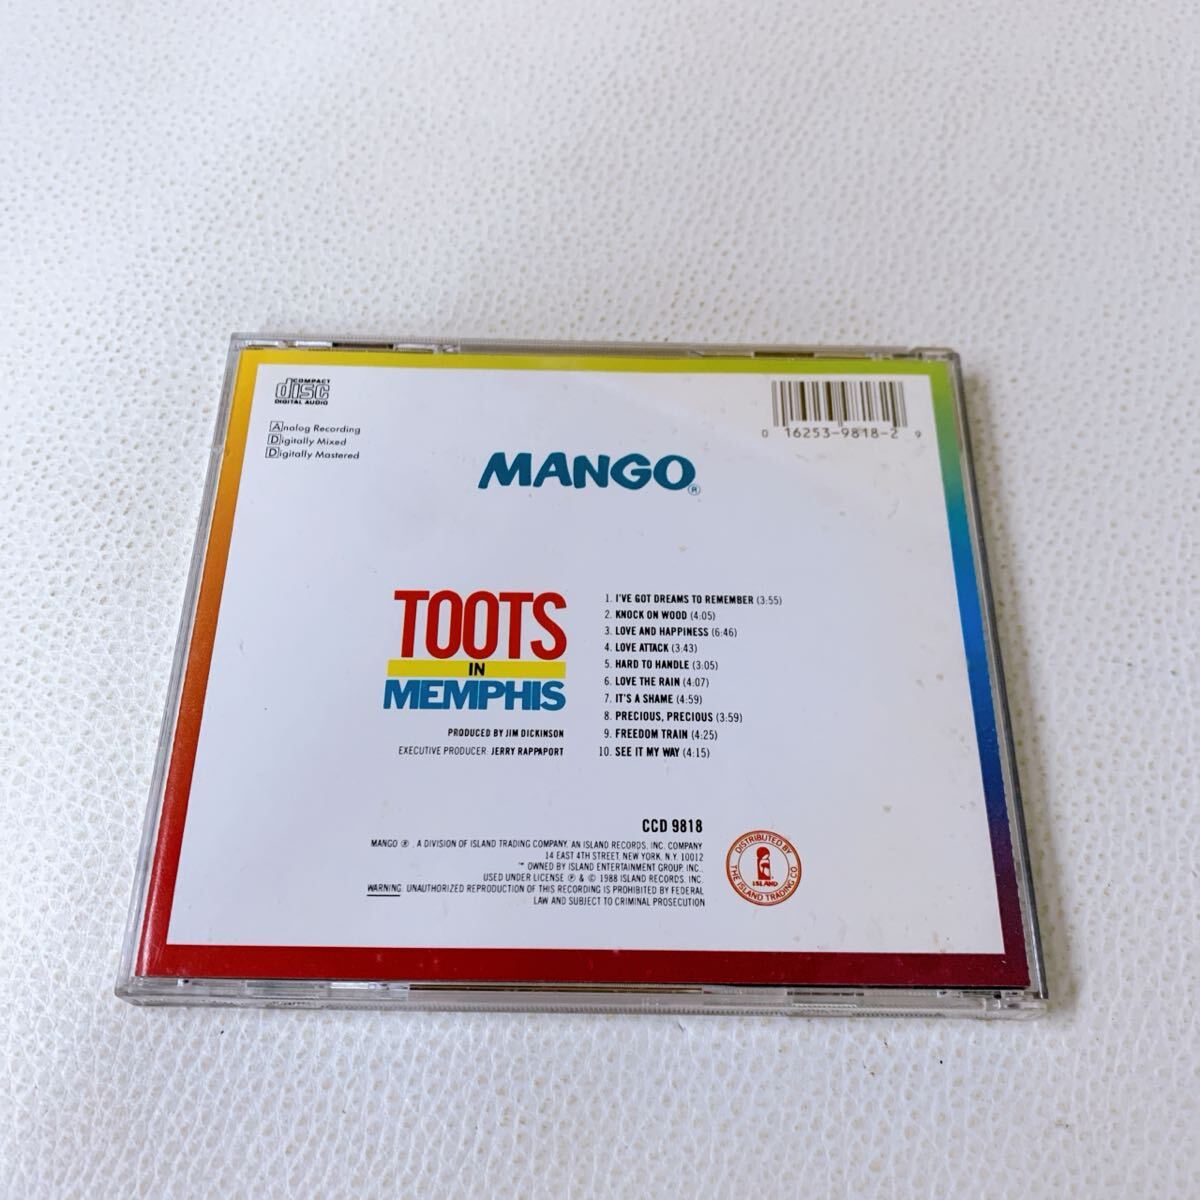 COMPACT
disc
DIGITAL AUDIO
Analog Recording
Digitally Mixed
Digitally Mastered
0 16253-9818-2 9
MANGO®
TOOTS
IN
MEMPHIS
PRODUCED BY JIM DICKINSON
EXECUTIVE PRODUCER: JERRY RAPPAPORT
1. I'VE GOT DREAMS TO REMEMBER (3:55)
2. KNOCK ON WOOD (4:05)
3. LOVE AND HAPPINESS (6:46)
4. LOVE ATTACK (3:43)
5. HARD TO HANDLE (3:05)
6. LOVE THE RAIN (4:07)
7. IT'S A SHAME (4:59)
8. PRECIOUS, PRECIOUS (3:59)
9. FREEDOM TRAIN (4:25)
10. SEE IT MY WAY (4:15)
CCD 9818
MANGO ®, A DIVISION OF ISLAND TRADING COMPANY, AN ISLAND RECORDS, INC. COMPANY
14 EAST 4TH STREET, NEW YORK, N.Y. 10012
™ OWNED BY ISLAND ENTERTAINMENT GROUP, INC.,
USED UNDER LICENSE ℗ & © 1988 ISLAND RECORDS, INC.
WARNING: UNAUTHORIZED REPRODUCTION OF THIS RECORDING IS PROHIBITED BY FEDERAL
LAW AND SUBJECT TO CRIMINAL PROSECUTION
DISTRIBUTED BY
THE ISLAND TRADING CO
ISLAND